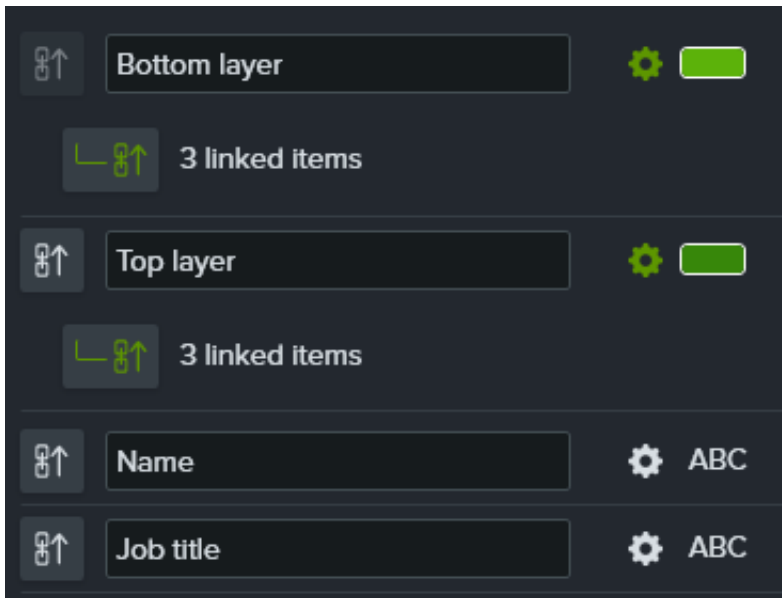 Bottom layer
3 linked items
Top layer
3 linked items
Name ABC
Job title ABC